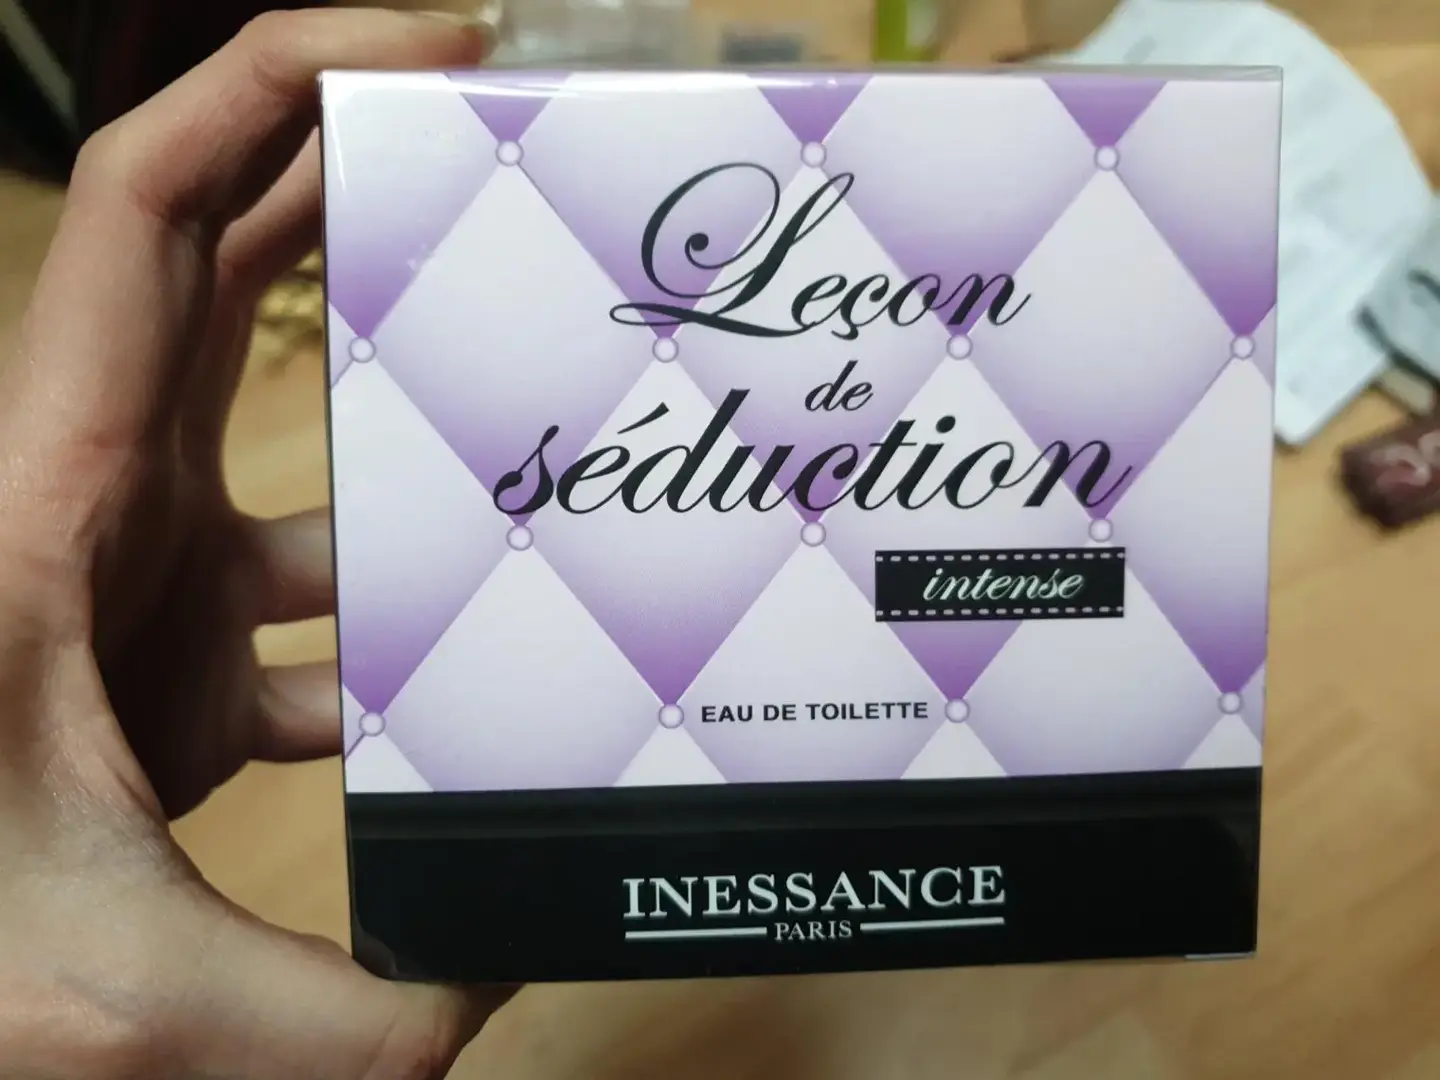 Leçon
de
séduction
intense
EAU DE TOILETTE
INESSANCE
PARIS